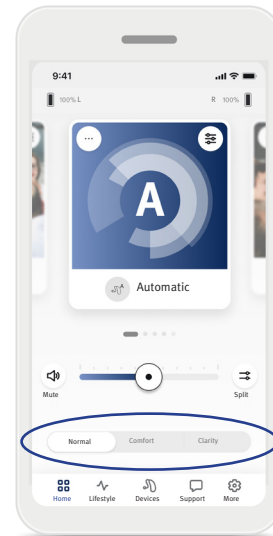 9:41
100% L R 100%
A
Automatic
Mute Split
Normal Comfort Clarity
Home Lifestyle Devices Support More